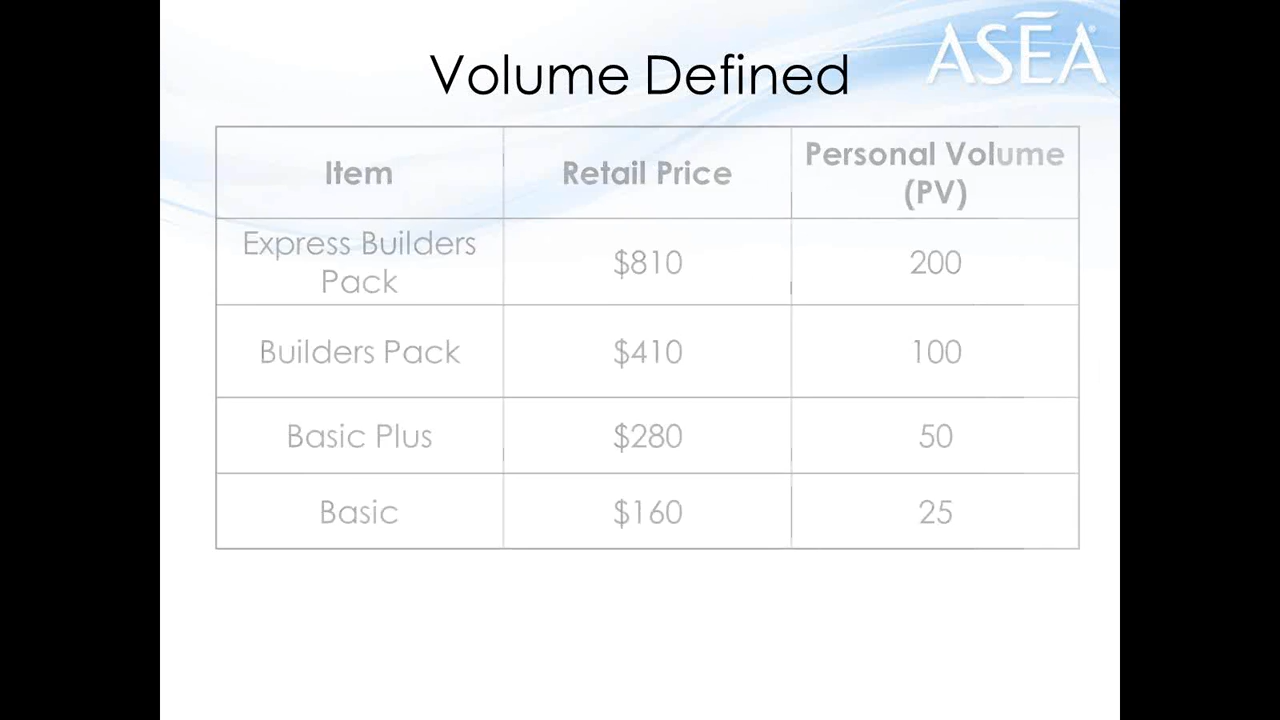 ASEA
Volume Defined
Item Retail Price Personal Volume
(PV)
Express Builders
Pack $810 200
Builders Pack $410 100
Basic Plus $280 50
Basic $160 25